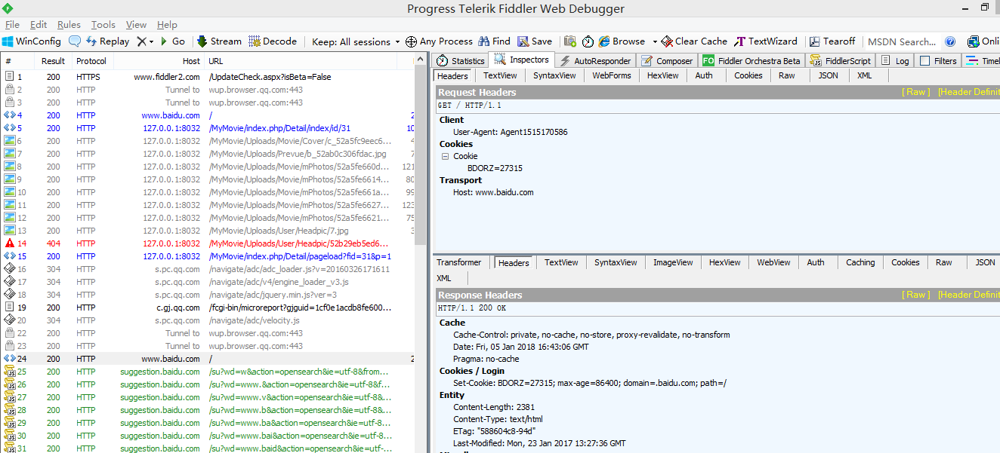 Progress Telerik Fiddler Web Debugger
File Edit Rules Tools View Help
WinConfig Replay Go Stream Decode Keep: All sessions Any Process Find Save Browse Clear Cache TextWizard Tearoff MSDN Search... Onli
# Result Protocol Host URL
1 200 HTTPS www.fiddler2.com /UpdateCheck.aspx?isBeta=False
2 200 HTTP Tunnel to wup.browser.qq.com:443
3 200 HTTP Tunnel to wup.browser.qq.com:443
4 200 HTTP www.baidu.com / 2
5 200 HTTP 127.0.0.1:8032 /MyMovie/index.php/Detail/index/id/31 10
6 200 HTTP 127.0.0.1:8032 /MyMovie/Uploads/Movie/Cover/c_52a5fc9eec6... 4
7 200 HTTP 127.0.0.1:8032 /MyMovie/Uploads/Prevue/b_52ab0c306fdac.jpg 7
8 200 HTTP 127.0.0.1:8032 /MyMovie/Uploads/Movie/mPhotos/52a5fe660d... 121
9 200 HTTP 127.0.0.1:8032 /MyMovie/Uploads/Movie/mPhotos/52a5fe6614... 80
10 200 HTTP 127.0.0.1:8032 /MyMovie/Uploads/Movie/mPhotos/52a5fe661a... 99
11 200 HTTP 127.0.0.1:8032 /MyMovie/Uploads/Movie/mPhotos/52a5fe6627... 123
12 200 HTTP 127.0.0.1:8032 /MyMovie/Uploads/Movie/mPhotos/52a5fe6621... 75
13 200 HTTP 127.0.0.1:8032 /MyMovie/Uploads/User/Headpic/7.jpg 3
14 404 HTTP 127.0.0.1:8032 /MyMovie/Uploads/User/Headpic/52b29eb5ed6...
15 200 HTTP 127.0.0.1:8032 /MyMovie/index.php/Detail/pageload?fid=31&p=1
16 304 HTTP s.pc.qq.com /navigate/adc/adc_loader.js?v=20160326171611
17 304 HTTP s.pc.qq.com /navigate/adc/v4/engine_loader_v3.js
18 304 HTTP s.pc.qq.com /navigate/adc/jquery.min.js?ver=3
19 200 HTTP c.gj.qq.com /fcgi-bin/microreport?gjguid=1cf0e1acdb8fe600...
20 304 HTTP s.pc.qq.com /navigate/adc/velocity.js
22 200 HTTP Tunnel to wup.browser.qq.com:443
23 200 HTTP Tunnel to wup.browser.qq.com:443
24 200 HTTP www.baidu.com / 2
25 200 HTTP suggestion.baidu.com /su?wd=w&action=opensearch&ie=utf-8&from...
26 200 HTTP suggestion.baidu.com /su?wd=www.&action=opensearch&ie=utf-8&f...
27 200 HTTP suggestion.baidu.com /su?wd=www.v&action=opensearch&ie=utf-8&...
28 200 HTTP suggestion.baidu.com /su?wd=www.b&action=opensearch&ie=utf-8&...
29 200 HTTP suggestion.baidu.com /su?wd=www.ba&action=opensearch&ie=utf-8...
30 200 HTTP suggestion.baidu.com /su?wd=www.bai&action=opensearch&ie=utf-8...
31 200 HTTP suggestion.baidu.com /su?wd=www.baid&action=opensearch&ie=utf-...
Statistics Inspectors AutoResponder Composer FO Fiddler Orchestra Beta FiddlerScript Log Filters Timel
Headers TextView SyntaxView WebForms HexView Auth Cookies Raw JSON XML
Request Headers [ Raw ] [Header Definit
GET / HTTP/1.1
Client
User-Agent: Agent1515170586
Cookies
Cookie
BDORZ=27315
Transport
Host: www.baidu.com
Transformer Headers TextView SyntaxView ImageView HexView WebView Auth Caching Cookies Raw JSON
XML
Response Headers [ Raw ] [Header Definit
HTTP/1.1 200 OK
Cache
Cache-Control: private, no-cache, no-store, proxy-revalidate, no-transform
Date: Fri, 05 Jan 2018 16:43:06 GMT
Pragma: no-cache
Cookies / Login
Set-Cookie: BDORZ=27315; max-age=86400; domain=.baidu.com; path=/
Entity
Content-Length: 2381
Content-Type: text/html
ETag: "588604c8-94d"
Last-Modified: Mon, 23 Jan 2017 13:27:36 GMT